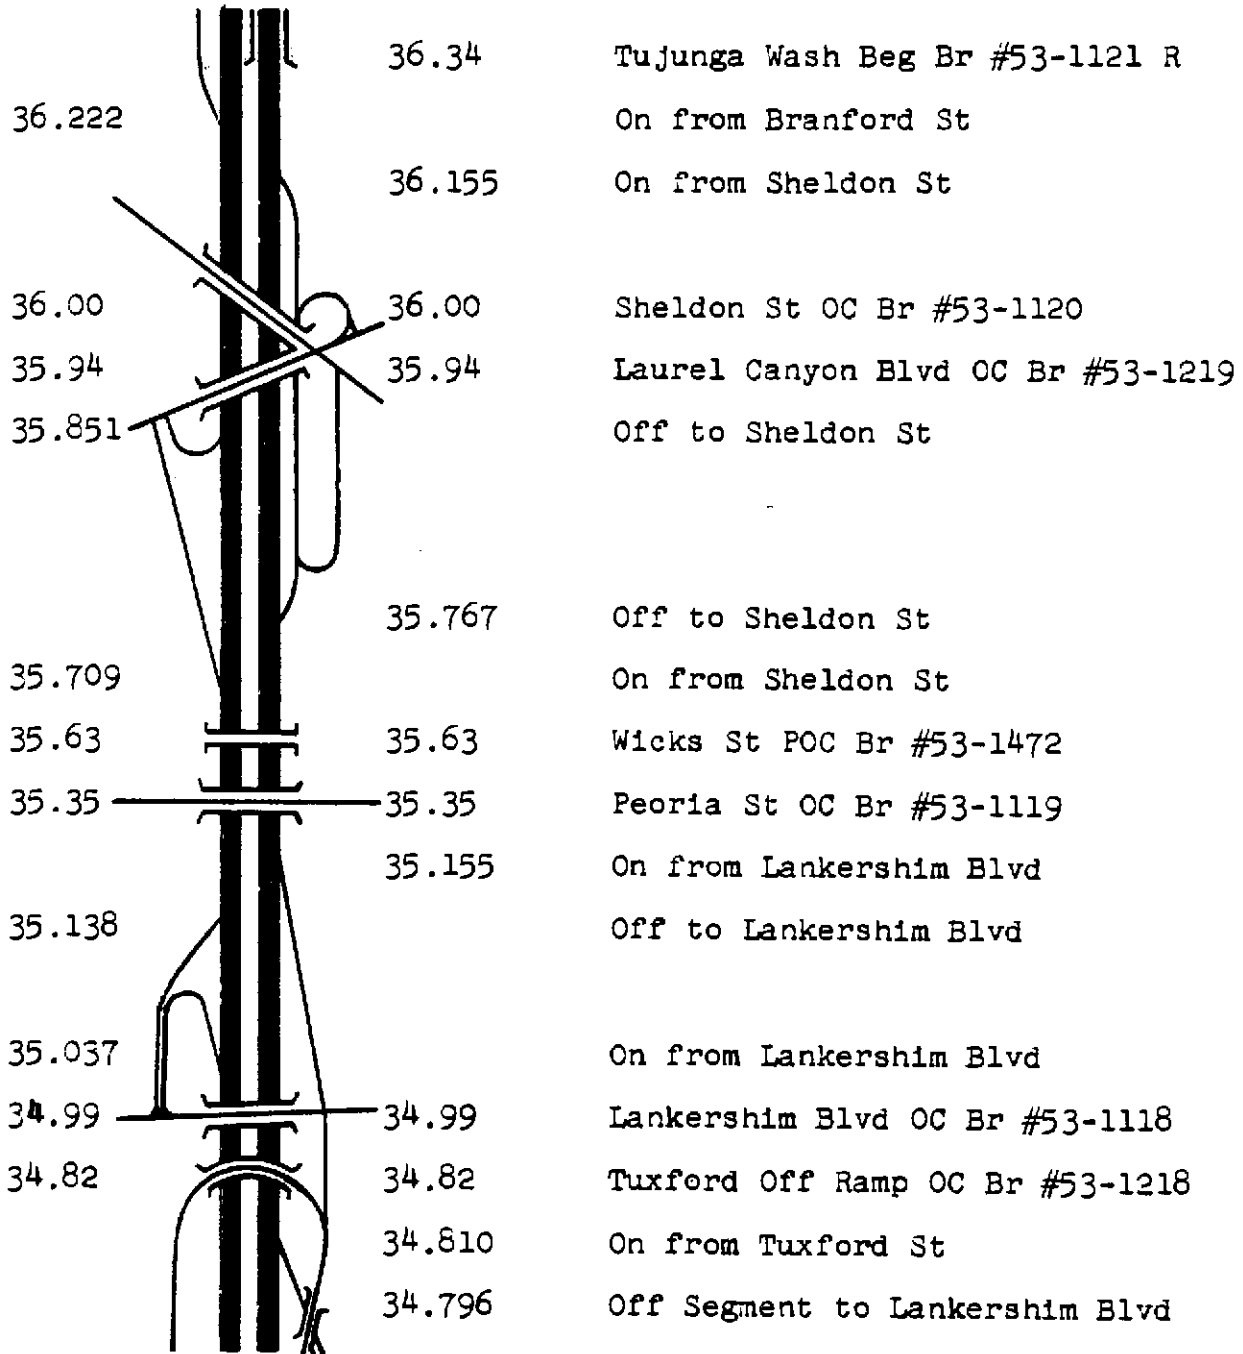 36.34 Tujunga Wash Beg Br #53-1121 R
36.222 On from Branford St
36.155 On from Sheldon St
36.00 36.00 Sheldon St OC Br #53-1120
35.94 35.94 Laurel Canyon Blvd OC Br #53-1219
35.851 Off to Sheldon St
35.767 Off to Sheldon St
35.709 On from Sheldon St
35.63 35.63 Wicks St POC Br #53-1472
35.35 35.35 Peoria St OC Br #53-1119
35.155 On from Lankershim Blvd
35.138 Off to Lankershim Blvd
35.037 On from Lankershim Blvd
34.99 34.99 Lankershim Blvd OC Br #53-1118
34.82 34.82 Tuxford Off Ramp OC Br #53-1218
34.810 On from Tuxford St
34.796 Off Segment to Lankershim Blvd